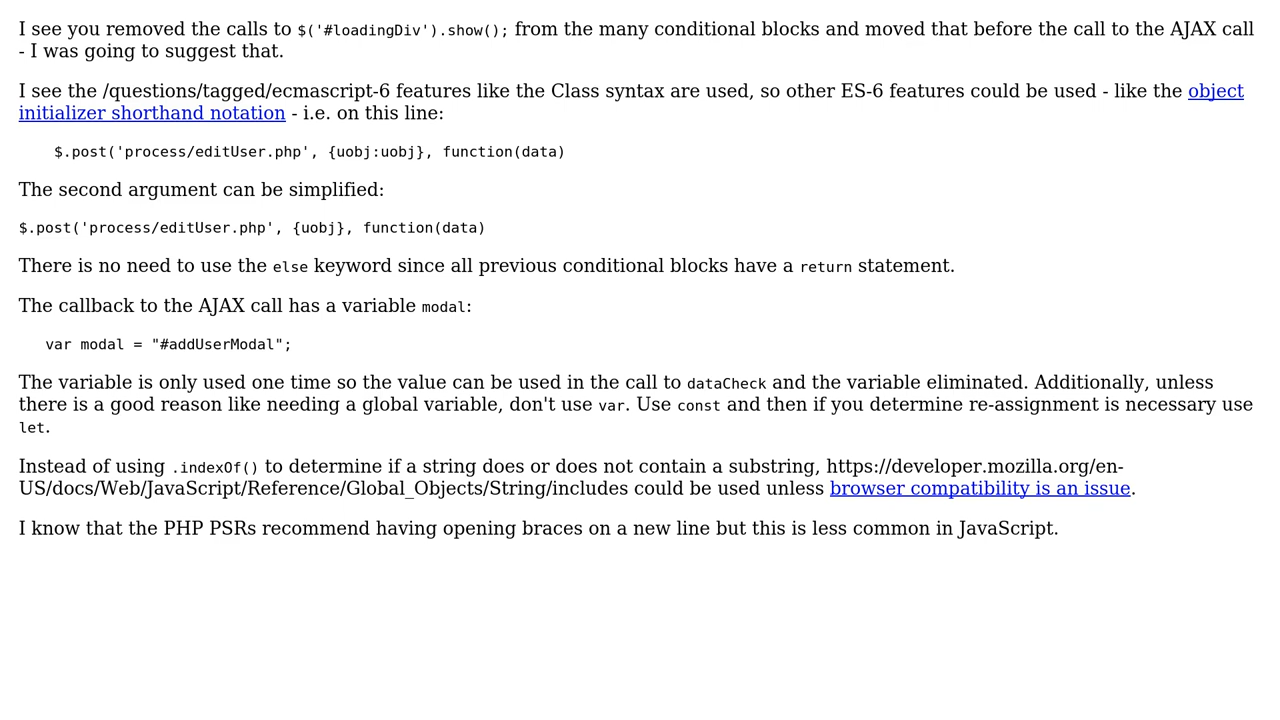 I see you removed the calls to $('#loadingDiv').show(); from the many conditional blocks and moved that before the call to the AJAX call
- I was going to suggest that.
I see the /questions/tagged/ecmascript-6 features like the Class syntax are used, so other ES-6 features could be used - like the object
initializer shorthand notation - i.e. on this line:
$.post('process/editUser.php', {uobj:uobj}, function(data)
The second argument can be simplified:
$.post('process/editUser.php', {uobj}, function(data)
There is no need to use the else keyword since all previous conditional blocks have a return statement.
The callback to the AJAX call has a variable modal:
var modal = "#addUserModal";
The variable is only used one time so the value can be used in the call to dataCheck and the variable eliminated. Additionally, unless
there is a good reason like needing a global variable, don't use var. Use const and then if you determine re-assignment is necessary use
let.
Instead of using .indexOf() to determine if a string does or does not contain a substring, https://developer.mozilla.org/en-
US/docs/Web/JavaScript/Reference/Global_Objects/String/includes could be used unless browser compatibility is an issue.
I know that the PHP PSRs recommend having opening braces on a new line but this is less common in JavaScript.